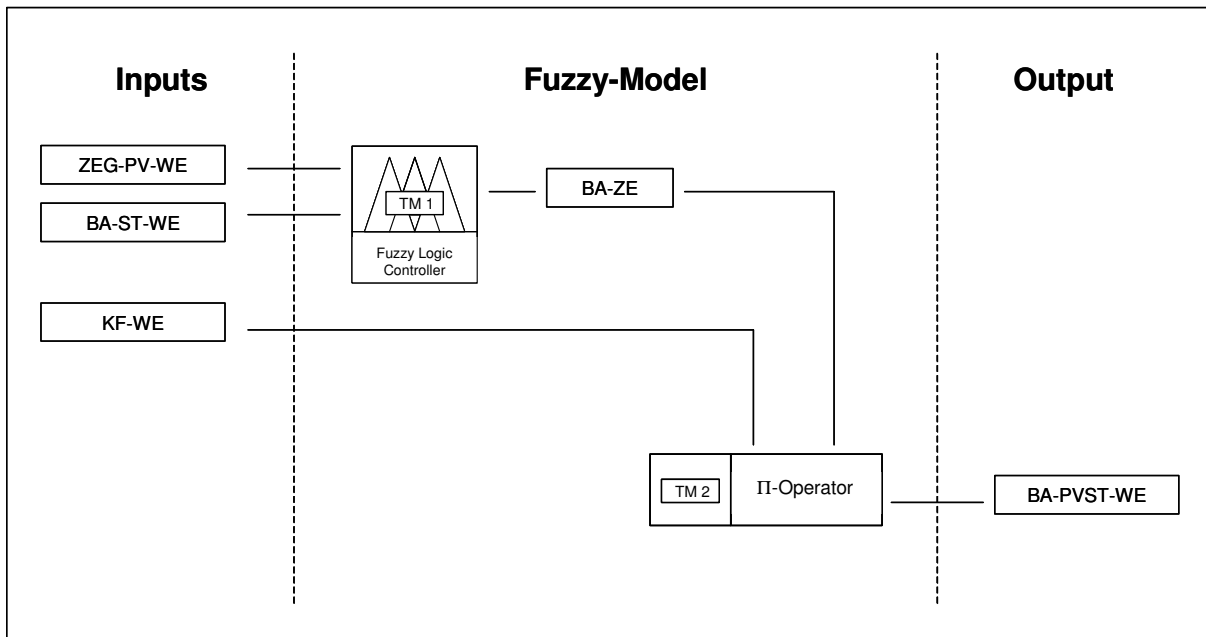 Inputs
Fuzzy-Model
Output
ZEG-PV-WE
BA-ST-WE
KF-WE
TM 1
Fuzzy Logic
Controller
BA-ZE
TM 2
Π-Operator
BA-PVST-WE